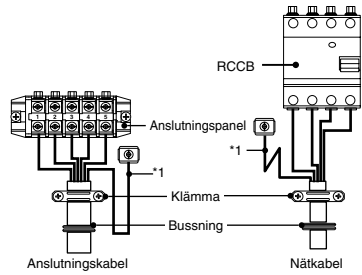 RCCB
1 2 3 4 5
Anslutningspanel
*1
*1
Klämma
Bussning
Anslutningskabel
Nätkabel